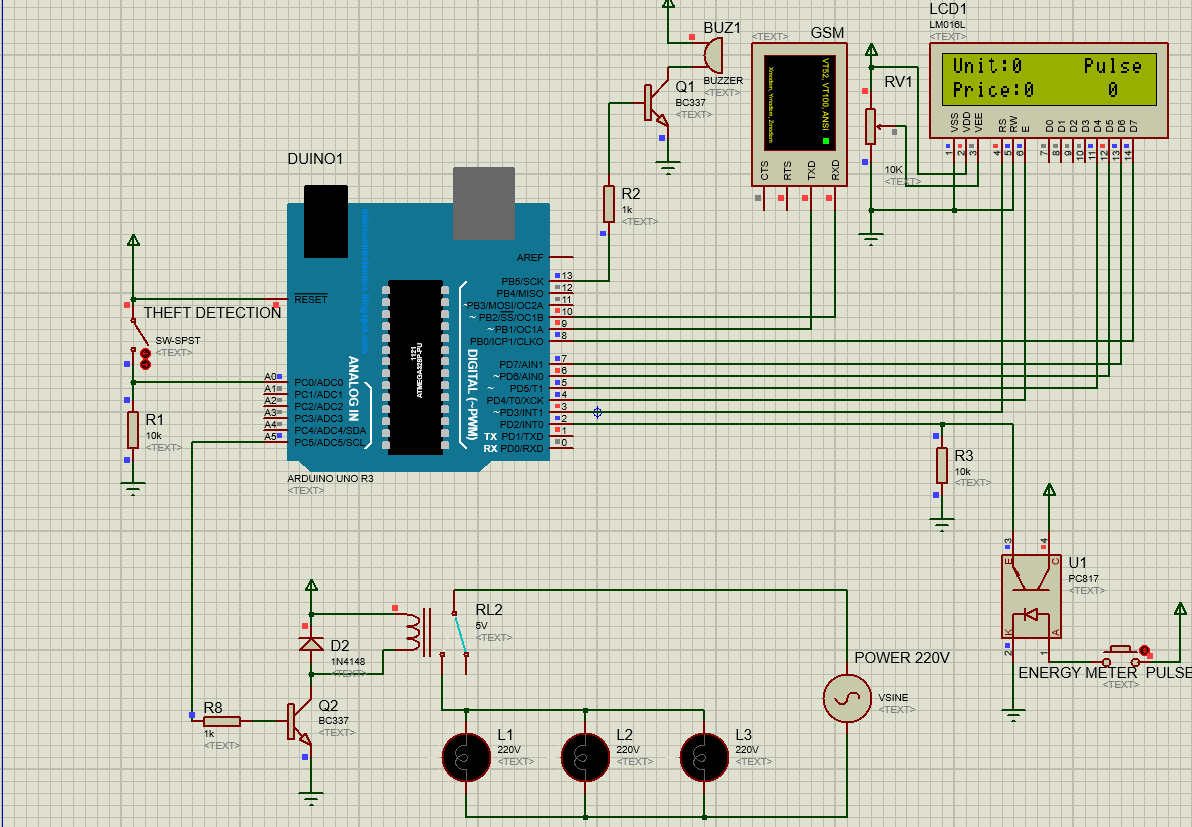 LCD1
LM016L
<TEXT>
Unit:0 Pulse
Price:0 0
VSS
VDD
VEE
RS
RW
E
D0
D1
D2
D3
D4
D5
D6
D7
1
2
3
4
5
6
7
8
9
10
11
12
13
14
BUZ1
BUZZER
<TEXT>
Q1
BC337
<TEXT>
GSM
<TEXT>
VT52, VT100, ANSI
Xmodem, Ymodem, Zmodem
CTS
RTS
TXD
RXD
RV1
10K
<TEXT>
R2
1k
<TEXT>
DUINO1
microcontrolandos.blogspot.com
RESET
AREF
PB5/SCK 13
PB4/MISO 12
~PB3/MOSI/OC2A 11
~ PB2/SS/OC1B 10
~PB1/OC1A 9
PB0/ICP1/CLKO 8
PD7/AIN1 7
~PD6/AIN0 6
~ PD5/T1 5
PD4/T0/XCK 4
~PD3/INT1 3
PD2/INT0 2
TX PD1/TXD 1
RX PD0/RXD 0
DIGITAL (~PWM)
ANALOG IN
ATMEGA328P-PU
1121
A0 PC0/ADC0
A1 PC1/ADC1
A2 PC2/ADC2
A3 PC3/ADC3
A4 PC4/ADC4/SDA
A5 PC5/ADC5/SCL
ARDUINO UNO R3
<TEXT>
THEFT DETECTION
SW-SPST
<TEXT>
R1
10k
<TEXT>
R3
10k
<TEXT>
U1
PC817
<TEXT>
3
4
E
C
K
A
2
1
ENERGY METER PULSE
<TEXT>
RL2
5V
<TEXT>
D2
1N4148
<TEXT>
R8
1k
<TEXT>
Q2
BC337
<TEXT>
POWER 220V
VSINE
<TEXT>
L1
220V
<TEXT>
L2
220V
<TEXT>
L3
220V
<TEXT>